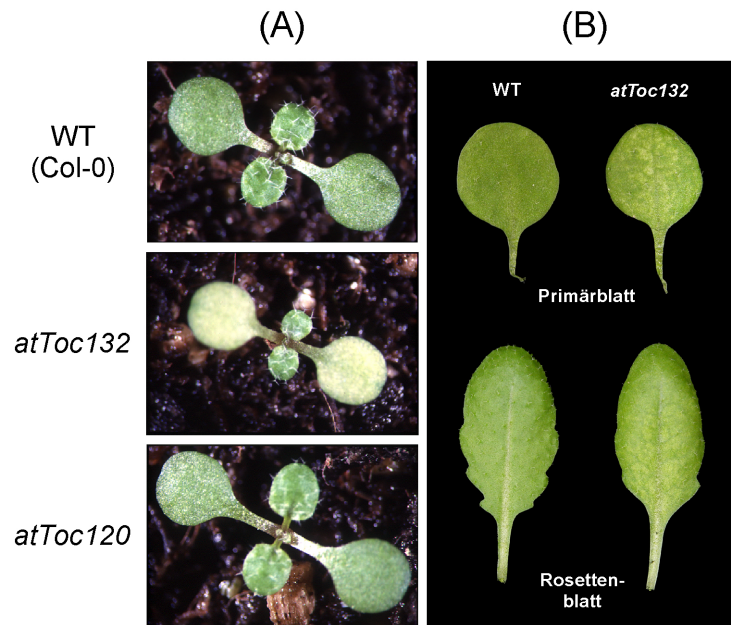 (A)
(B)
WT
(Col-0)
atToc132
atToc120
WT
atToc132
Primärblatt
Rosetten-
blatt